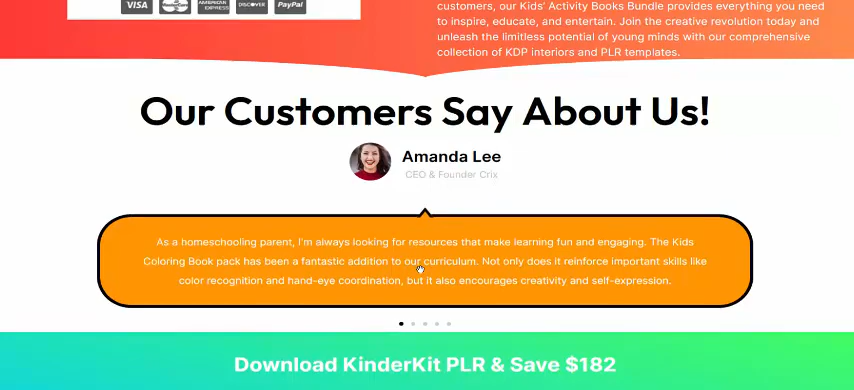 VISA AMERICAN EXPRESS DISCOVER PayPal
customers, our Kids' Activity Books Bundle provides everything you need
to inspire, educate, and entertain. Join the creative revolution today and
unleash the limitless potential of young minds with our comprehensive
collection of KDP interiors and PLR templates.
Our Customers Say About Us!
Amanda Lee
CEO & Founder Crix
As a homeschooling parent, I'm always looking for resources that make learning fun and engaging. The Kids
Coloring Book pack has been a fantastic addition to our curriculum. Not only does it reinforce important skills like
color recognition and hand-eye coordination, but it also encourages creativity and self-expression.
Download KinderKit PLR & Save $182